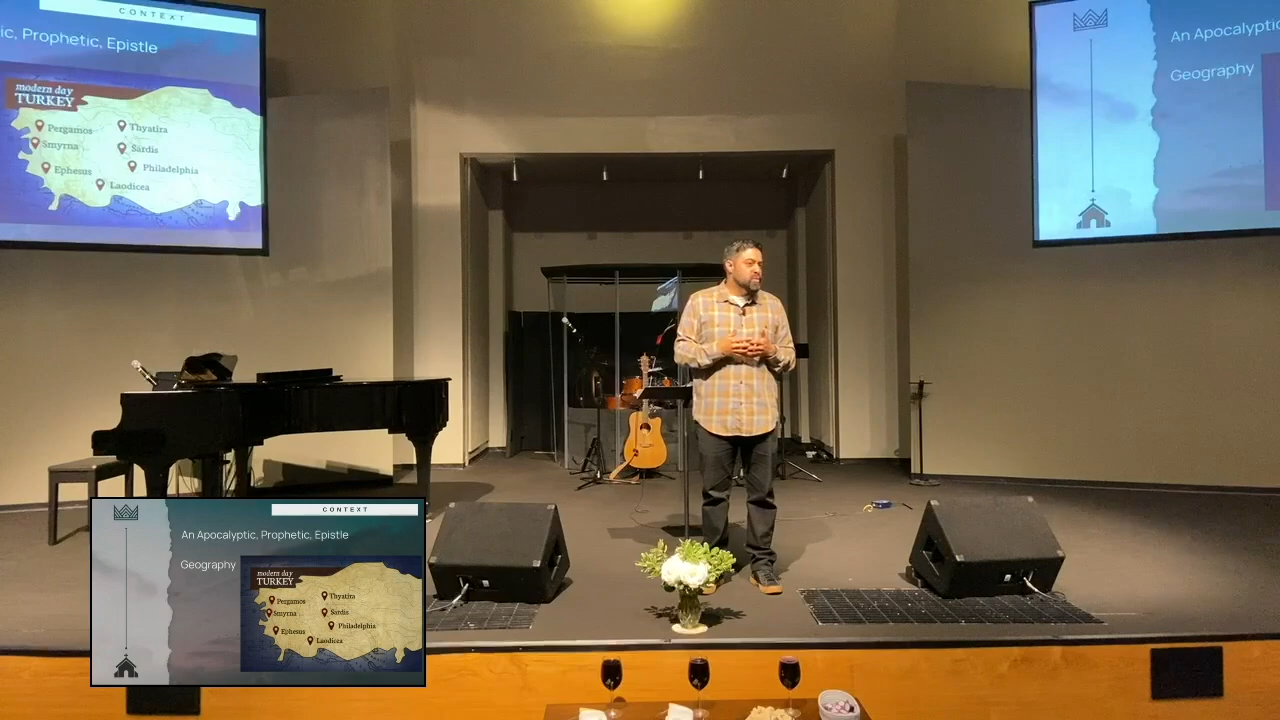 CONTEXT
ic, Prophetic, Epistle
modern day
TURKEY
Pergamos
Thyatira
Smyrna
Sardis
Ephesus
Philadelphia
Laodicea
An Apocalyptic
Geography
CONTEXT
An Apocalyptic, Prophetic, Epistle
Geography
modern day
TURKEY
Pergamos
Thyatira
Smyrna
Sardis
Ephesus
Philadelphia
Laodicea